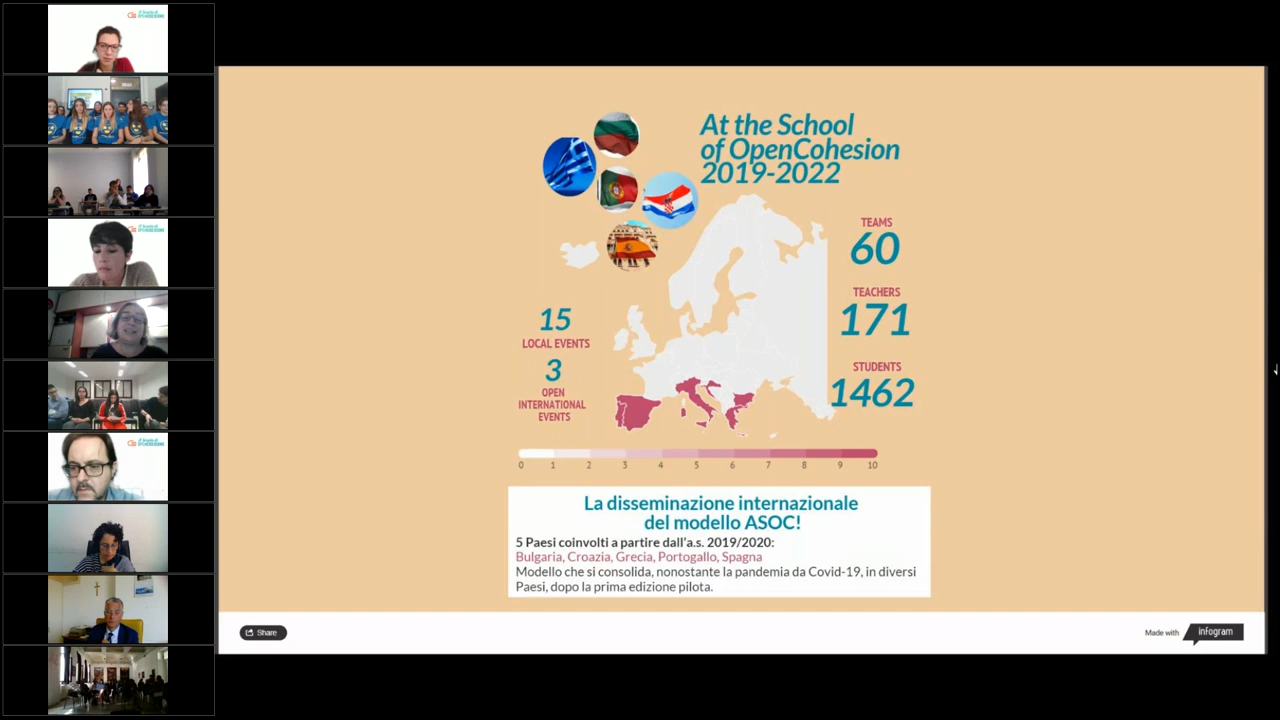 At the School
of OpenCohesion
2019-2022
TEAMS
60
TEACHERS
171
STUDENTS
1462
15
LOCAL EVENTS
3
OPEN
INTERNATIONAL
EVENTS
0 1 2 3 4 5 6 7 8 9 10
La disseminazione internazionale
del modello ASOC!
5 Paesi coinvolti a partire dall'a.s. 2019/2020:
Bulgaria, Croazia, Grecia, Portogallo, Spagna
Modello che si consolida, nonostante la pandemia da Covid-19, in diversi
Paesi, dopo la prima edizione pilota.
Share
Made with infogram